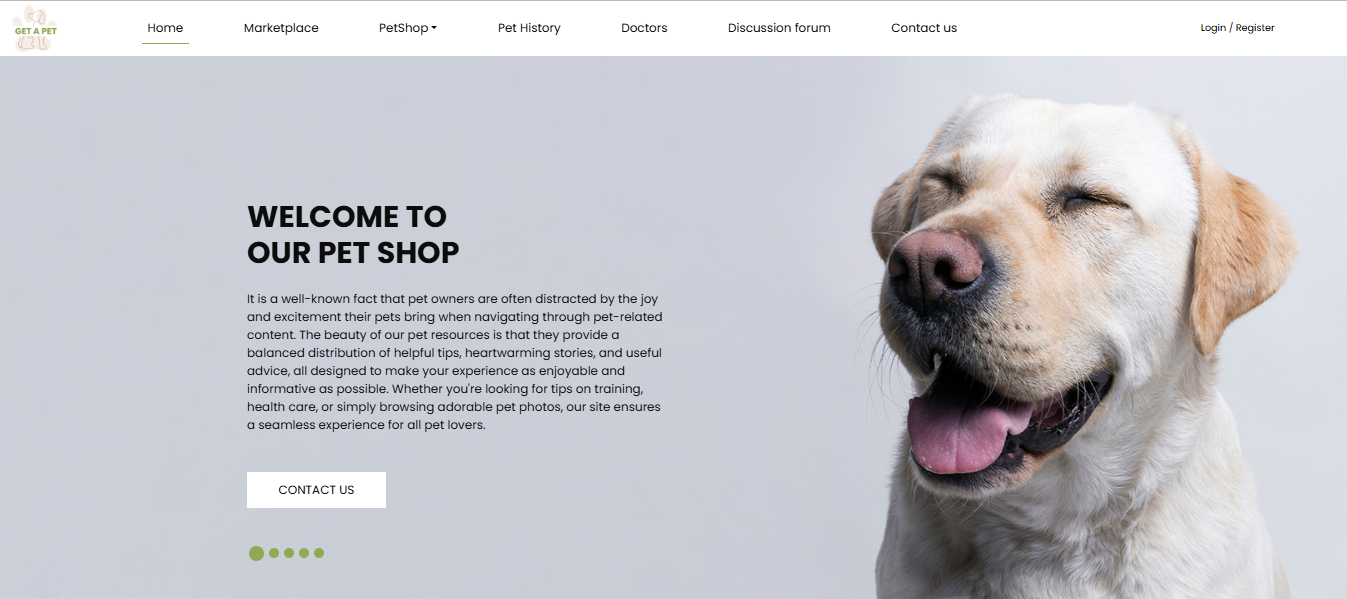 GET A PET
Home
Marketplace
PetShop
Pet History
Doctors
Discussion forum
Contact us
Login / Register
WELCOME TO
OUR PET SHOP
It is a well-known fact that pet owners are often distracted by the joy
and excitement their pets bring when navigating through pet-related
content. The beauty of our pet resources is that they provide a
balanced distribution of helpful tips, heartwarming stories, and useful
advice, all designed to make your experience as enjoyable and
informative as possible. Whether you're looking for tips on training,
health care, or simply browsing adorable pet photos, our site ensures
a seamless experience for all pet lovers.
CONTACT US